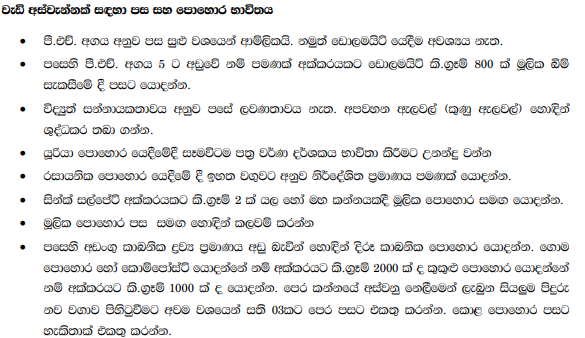 වැඩි අස්වැන්නක් සඳහා පස සහ පොහොර භාවිතය
• පී.එච්. අගය අනුව පස සුළු වශයෙන් ආම්ලිකයි. නමුත් ඩොලමයිට් යෙදීම අවශ්‍ය නැත.
• පසෙහි පී.එච්. අගය 5 ට අඩුවේ නම් පමණක් අක්කරයකට ඩොලමයිට් කි.ග්‍රෑම් 800 ක් මූලික බිම්
සැකසීමේ දී පසට යොදන්න.
• විද්‍යුත් සන්නායකතාවය අනුව පසේ ලවණතාවය නැත. අපවහන ඇලවල් (කුණු ඇලවල්) හොඳින්
ශුද්ධකර තබා ගන්න.
• යූරියා පොහොර යෙදීමේදී සෑමවිටම පත්‍ර වර්ණ දර්ශකය භාවිතා කිරීමට උනන්දු වන්න
• රසායනික පොහොර යෙදීමේ දී ඉහත වගුවට අනුව නිර්දේශිත ප්‍රමාණය පමණක් යොදන්න.
• සින්ක් සල්පේට් අක්කරයකට කි.ග්‍රෑම් 2 ක් යල හෝ මහ කන්නයකදී මූලික පොහොර සමඟ යොදන්න.
• මූලික පොහොර පස සමඟ හොඳින් කලවම් කරන්න
• පසෙහි අඩංගු කාබනික ද්‍රව්‍ය ප්‍රමාණය අඩු බැවින් හොඳින් දිරූ කාබනික පොහොර යොදන්න. ගොම
පොහොර හෝ කොම්පෝස්ට් යොදන්නේ නම් අක්කරයට කි.ග්‍රෑම් 2000 ක් ද කුකුළු පොහොර යොදන්නේ
නම් අක්කරයකට කි.ග්‍රෑම් 1000 ක් ද යොදන්න. පෙර කන්නයේ අස්වනු නෙලීමෙන් ලැබුන සියලුම පිදුරු
නව වගාව පිහිටුවීමට අවම වශයෙන් සති 03කට පෙර පසට එකතු කරන්න. කොළ පොහොර පසට
හැකිතාක් එකතු කරන්න.